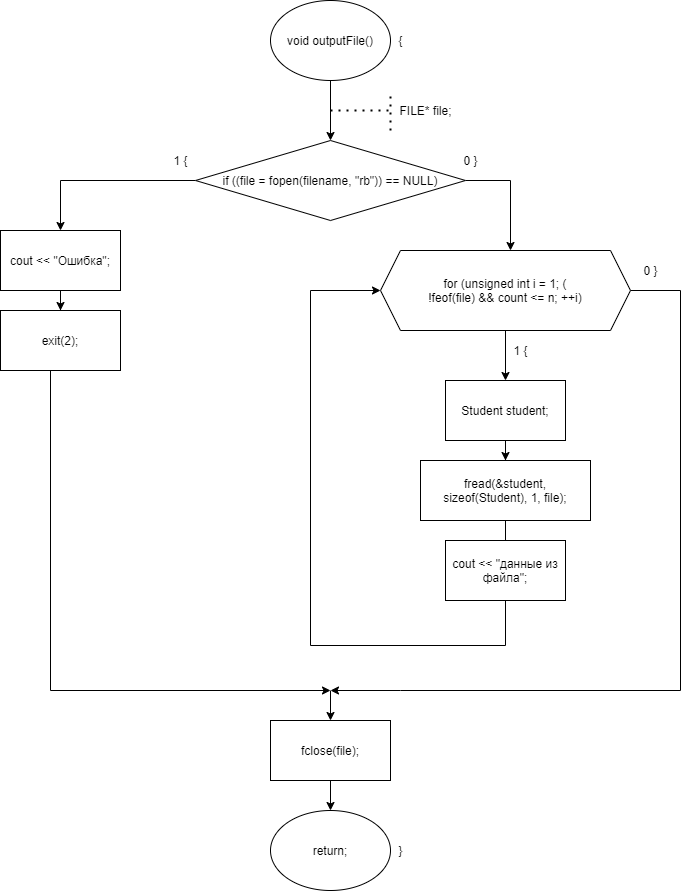 void outputFile()
{
FILE* file;
1 {
0 }
if ((file = fopen(filename, "rb")) == NULL)
cout << "Ошибка";
exit(2);
for (unsigned int i = 1; (
!feof(file) && count <= n; ++i)
0 }
1 {
Student student;
fread(&student,
sizeof(Student), 1, file);
cout << "данные из
файла";
fclose(file);
return;
}